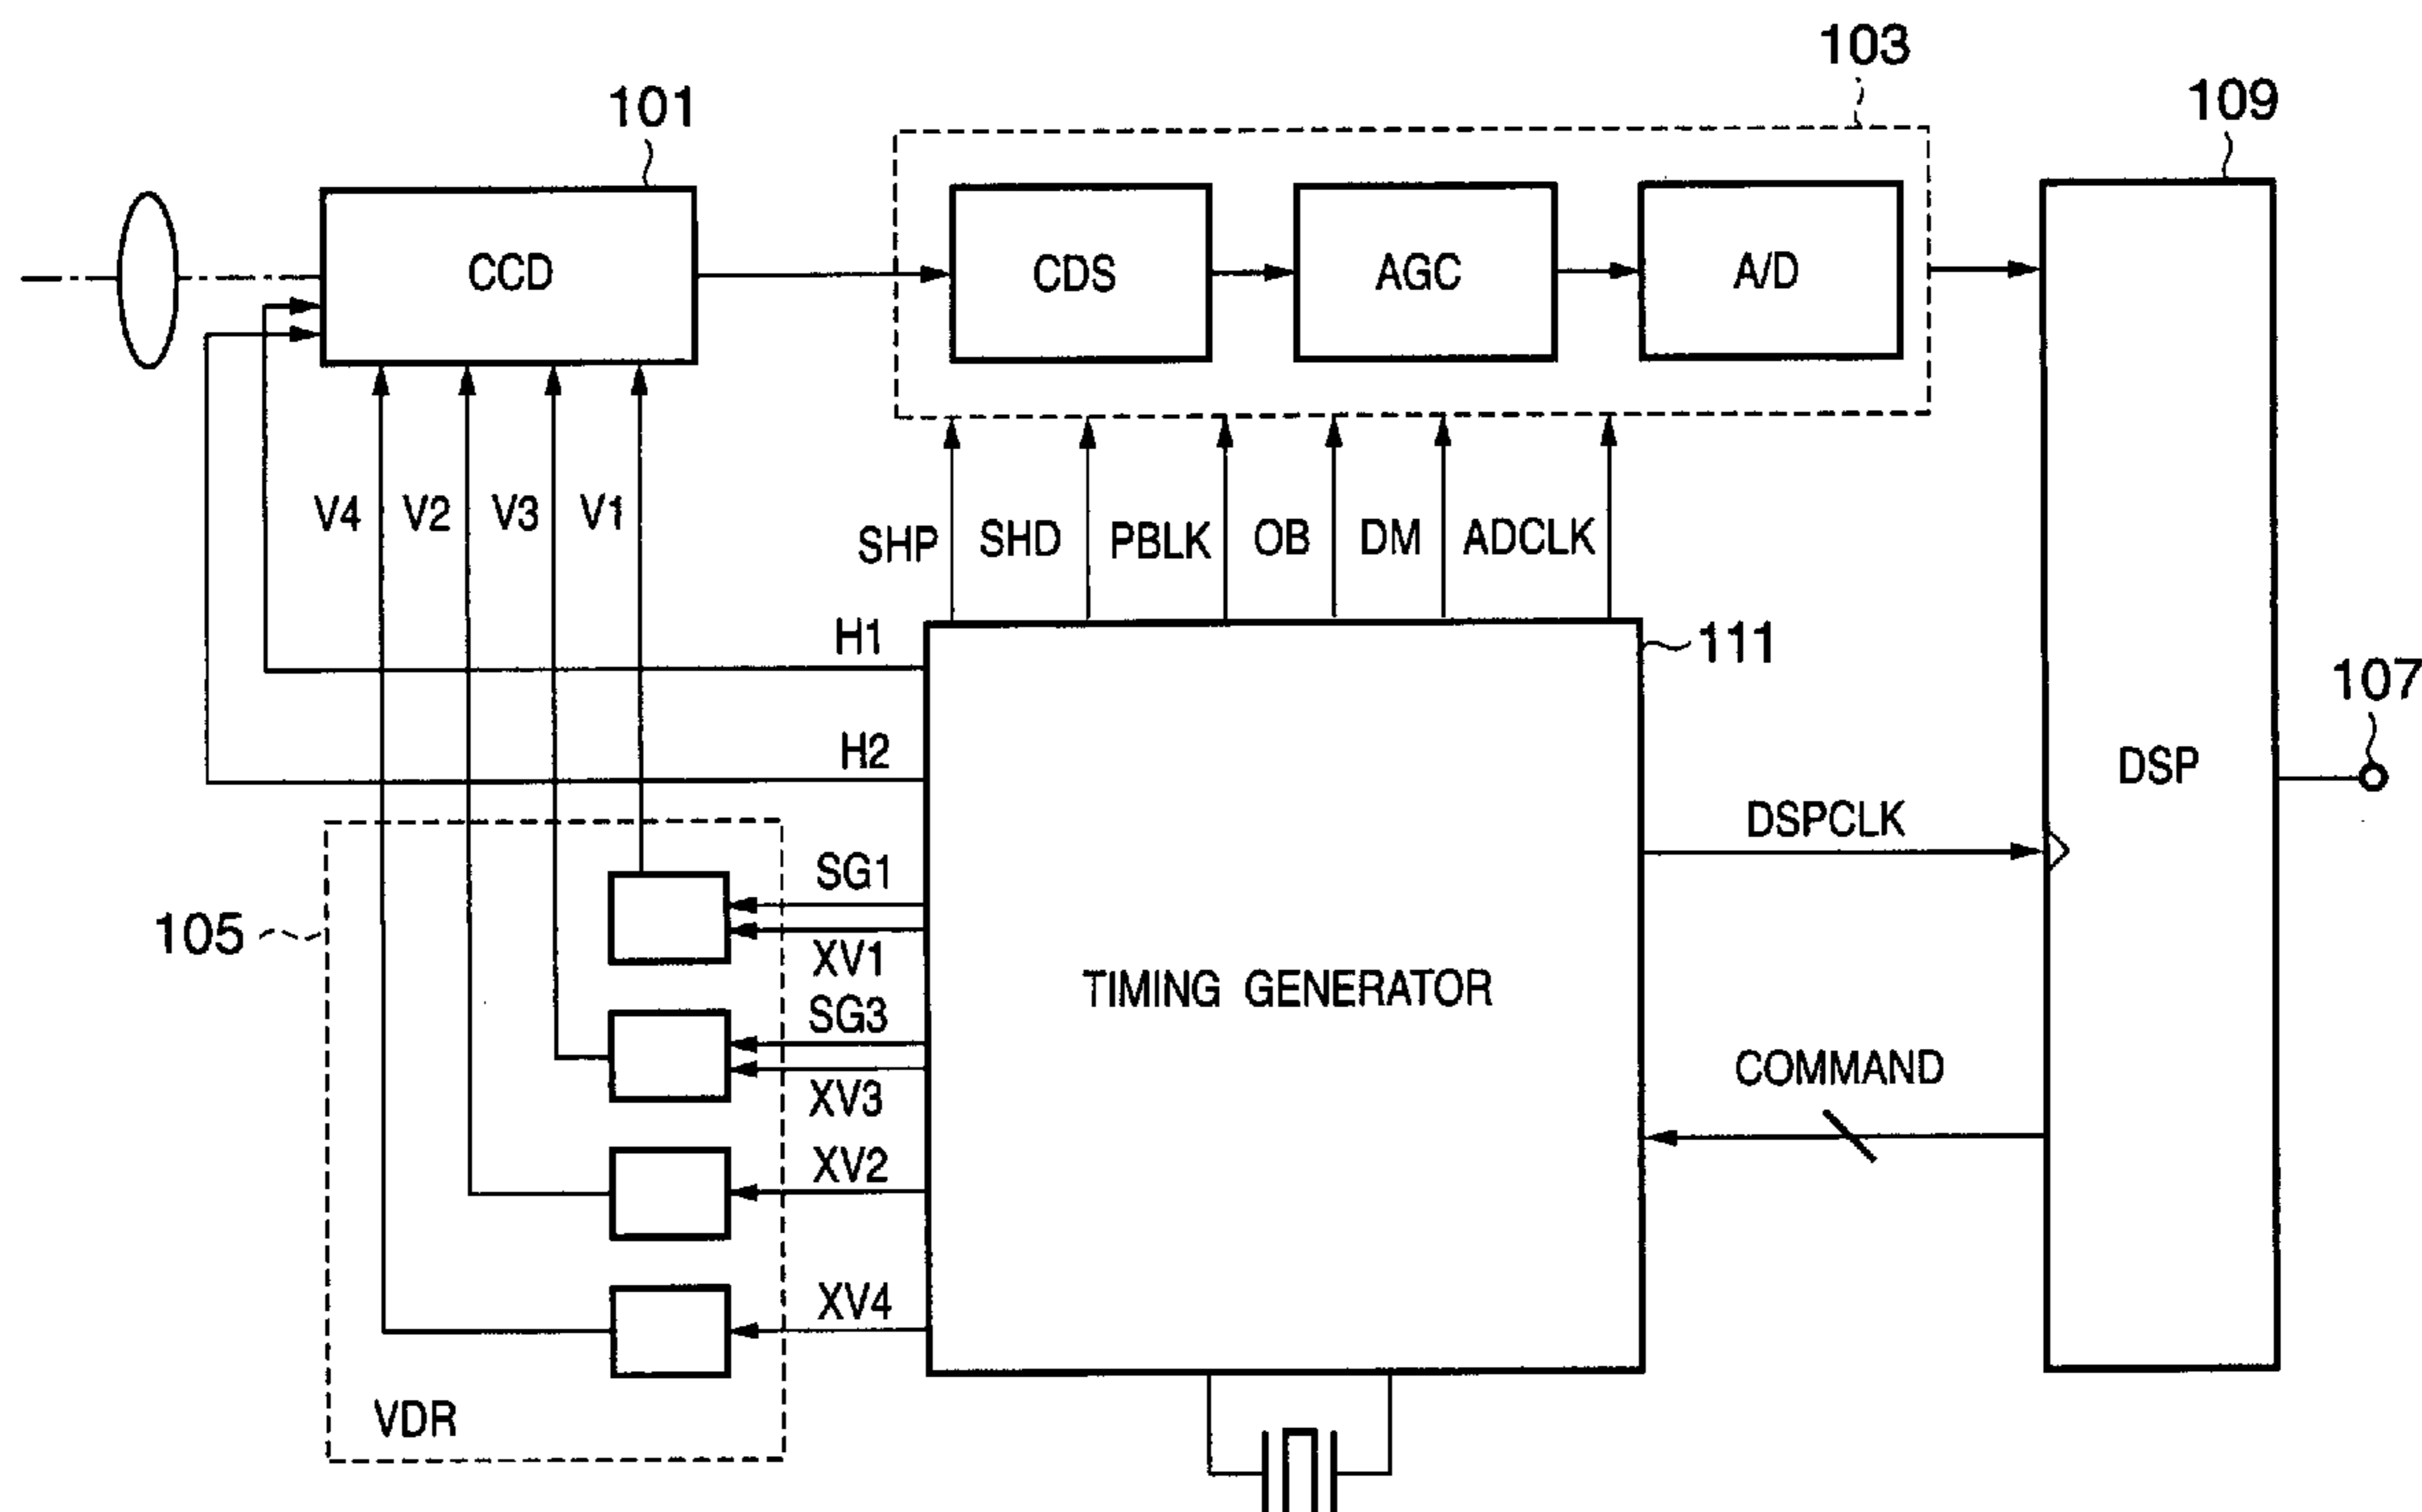 103
101
109
CCD
CDS
AGC
A/D
V4
V2
V3
V1
SHP
SHD
PBLK
OB
DM
ADCLK
H1
111
107
H2
DSP
DSPCLK
SG1
105
XV1
TIMING GENERATOR
SG3
COMMAND
XV3
XV2
XV4
VDR